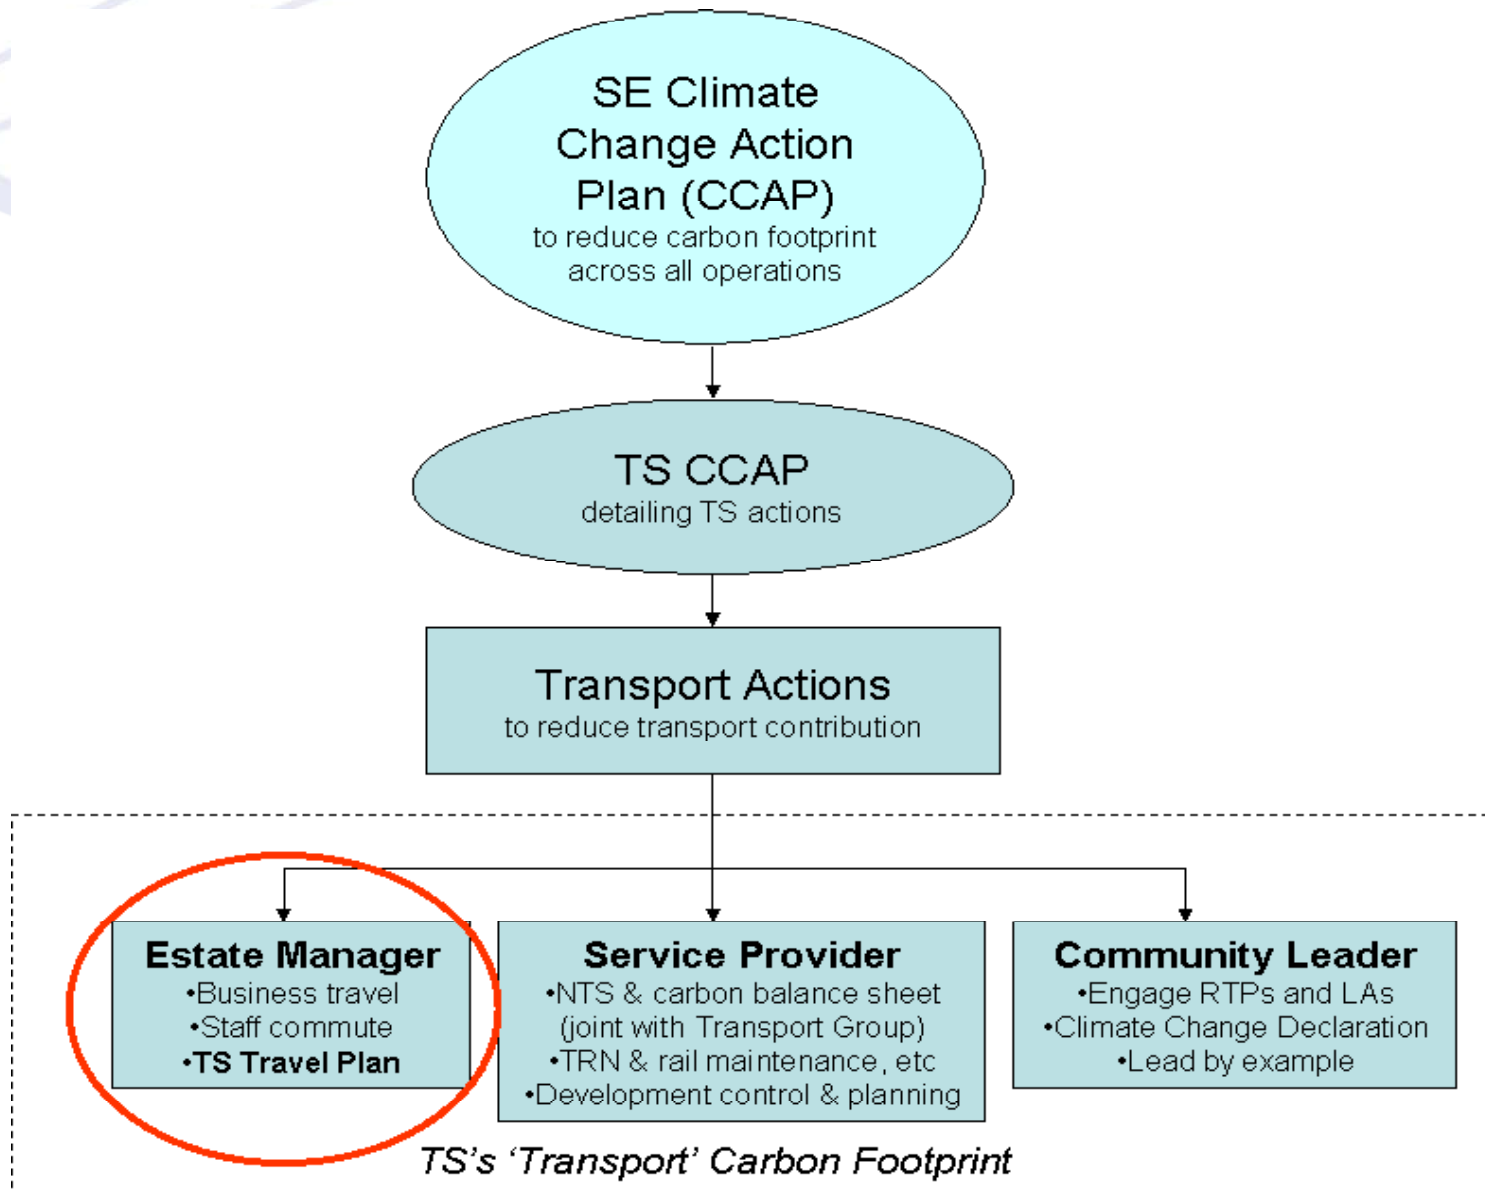 SE Climate
Change Action
Plan (CCAP)
to reduce carbon footprint
across all operations
TS CCAP
detailing TS actions
Transport Actions
to reduce transport contribution
Estate Manager
•Business travel
•Staff commute
•TS Travel Plan
Service Provider
•NTS & carbon balance sheet
(joint with Transport Group)
•TRN & rail maintenance, etc
•Development control & planning
Community Leader
•Engage RTPs and LAs
•Climate Change Declaration
•Lead by example
TS's ‘Transport’ Carbon Footprint